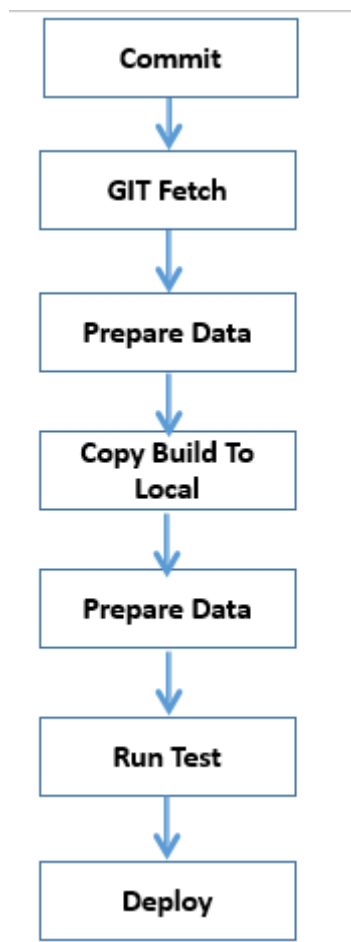 Commit
GIT Fetch
Prepare Data
Copy Build To
Local
Prepare Data
Run Test
Deploy